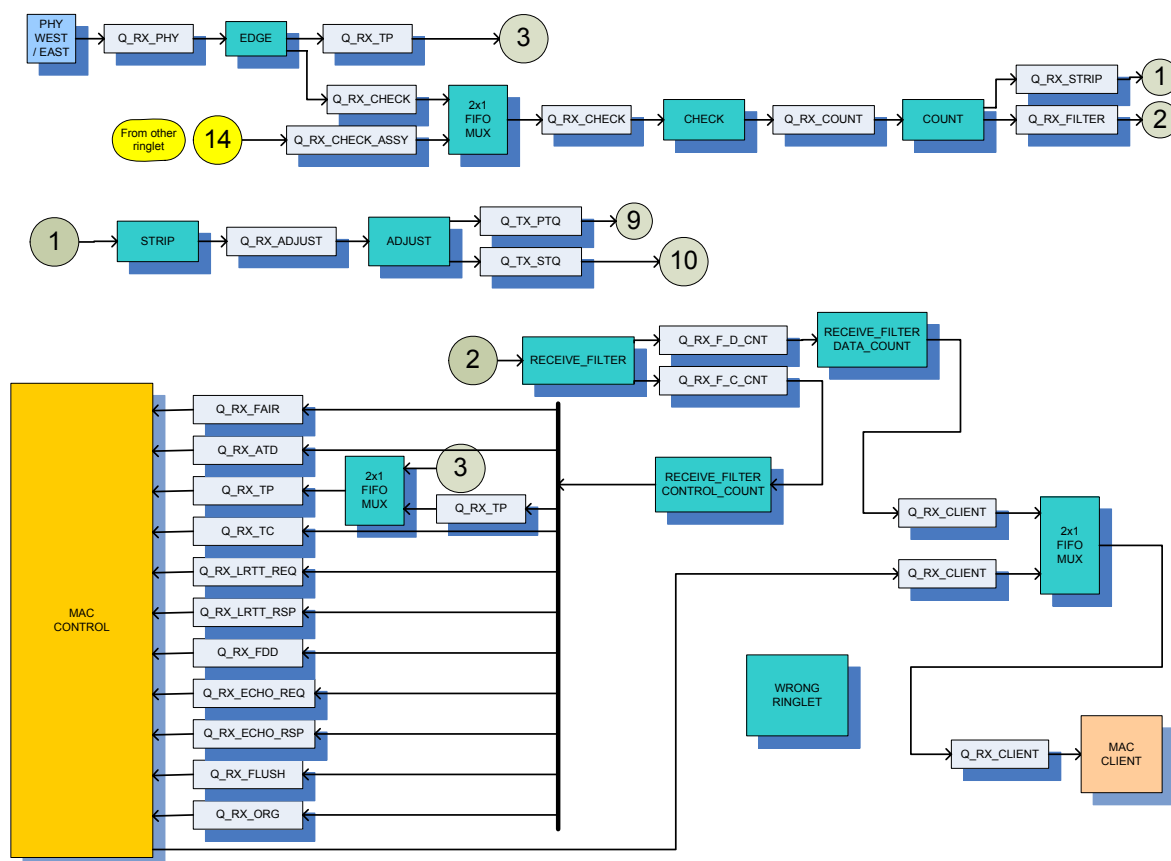 PHY
WEST
/ EAST
Q_RX_PHY
EDGE
Q_RX_TP
3
Q_RX_CHECK
From other
ringlet
14
Q_RX_CHECK_ASSY
2x1
FIFO
MUX
Q_RX_CHECK
CHECK
Q_RX_COUNT
COUNT
Q_RX_STRIP
1
Q_RX_FILTER
2
1
STRIP
Q_RX_ADJUST
ADJUST
Q_TX_PTQ
9
Q_TX_STQ
10
2
RECEIVE_FILTER
Q_RX_F_D_CNT
Q_RX_F_C_CNT
RECEIVE_FILTER
DATA_COUNT
MAC
CONTROL
Q_RX_FAIR
Q_RX_ATD
Q_RX_TP
Q_RX_TC
Q_RX_LRTT_REQ
Q_RX_LRTT_RSP
Q_RX_FDD
Q_RX_ECHO_REQ
Q_RX_ECHO_RSP
Q_RX_FLUSH
Q_RX_ORG
2x1
FIFO
MUX
3
Q_RX_TP
RECEIVE_FILTER
CONTROL_COUNT
Q_RX_CLIENT
Q_RX_CLIENT
2x1
FIFO
MUX
WRONG
RINGLET
Q_RX_CLIENT
MAC
CLIENT